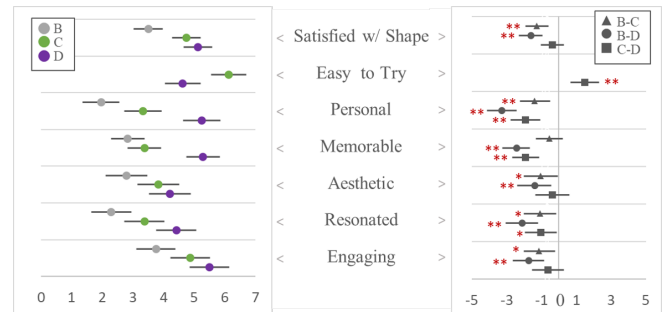 B
C
D
** 
**
**
**
**
**
**
**
**
*
**
*
**
*
*
**
B-C
B-D
C-D
< Satisfied w/ Shape >
< Easy to Try >
< Personal >
< Memorable >
< Aesthetic >
< Resonated >
< Engaging >
0 1 2 3 4 5 6 7
-5 -3 -1 0 1 3 5